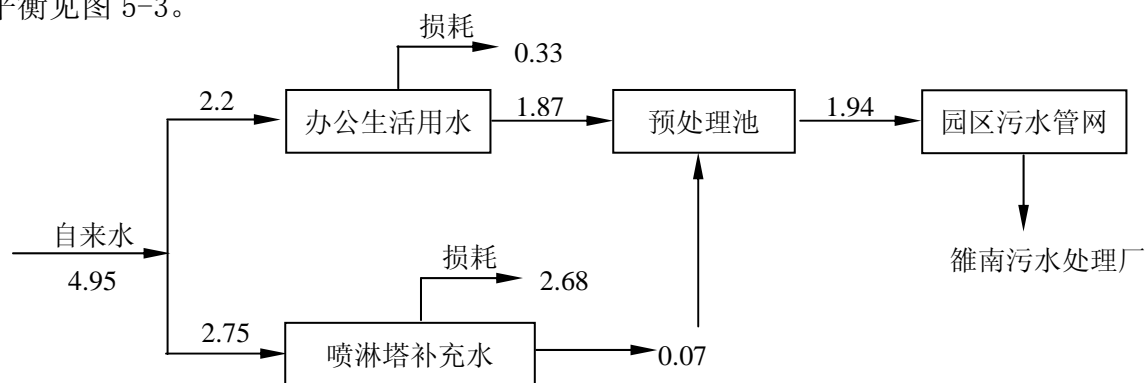 平衡见图 5-3。
损耗
0.33
2.2
办公生活用水
1.87
预处理池
1.94
园区污水管网
自来水
4.95
雒南污水处理厂
损耗
2.68
2.75
喷淋塔补充水
0.07